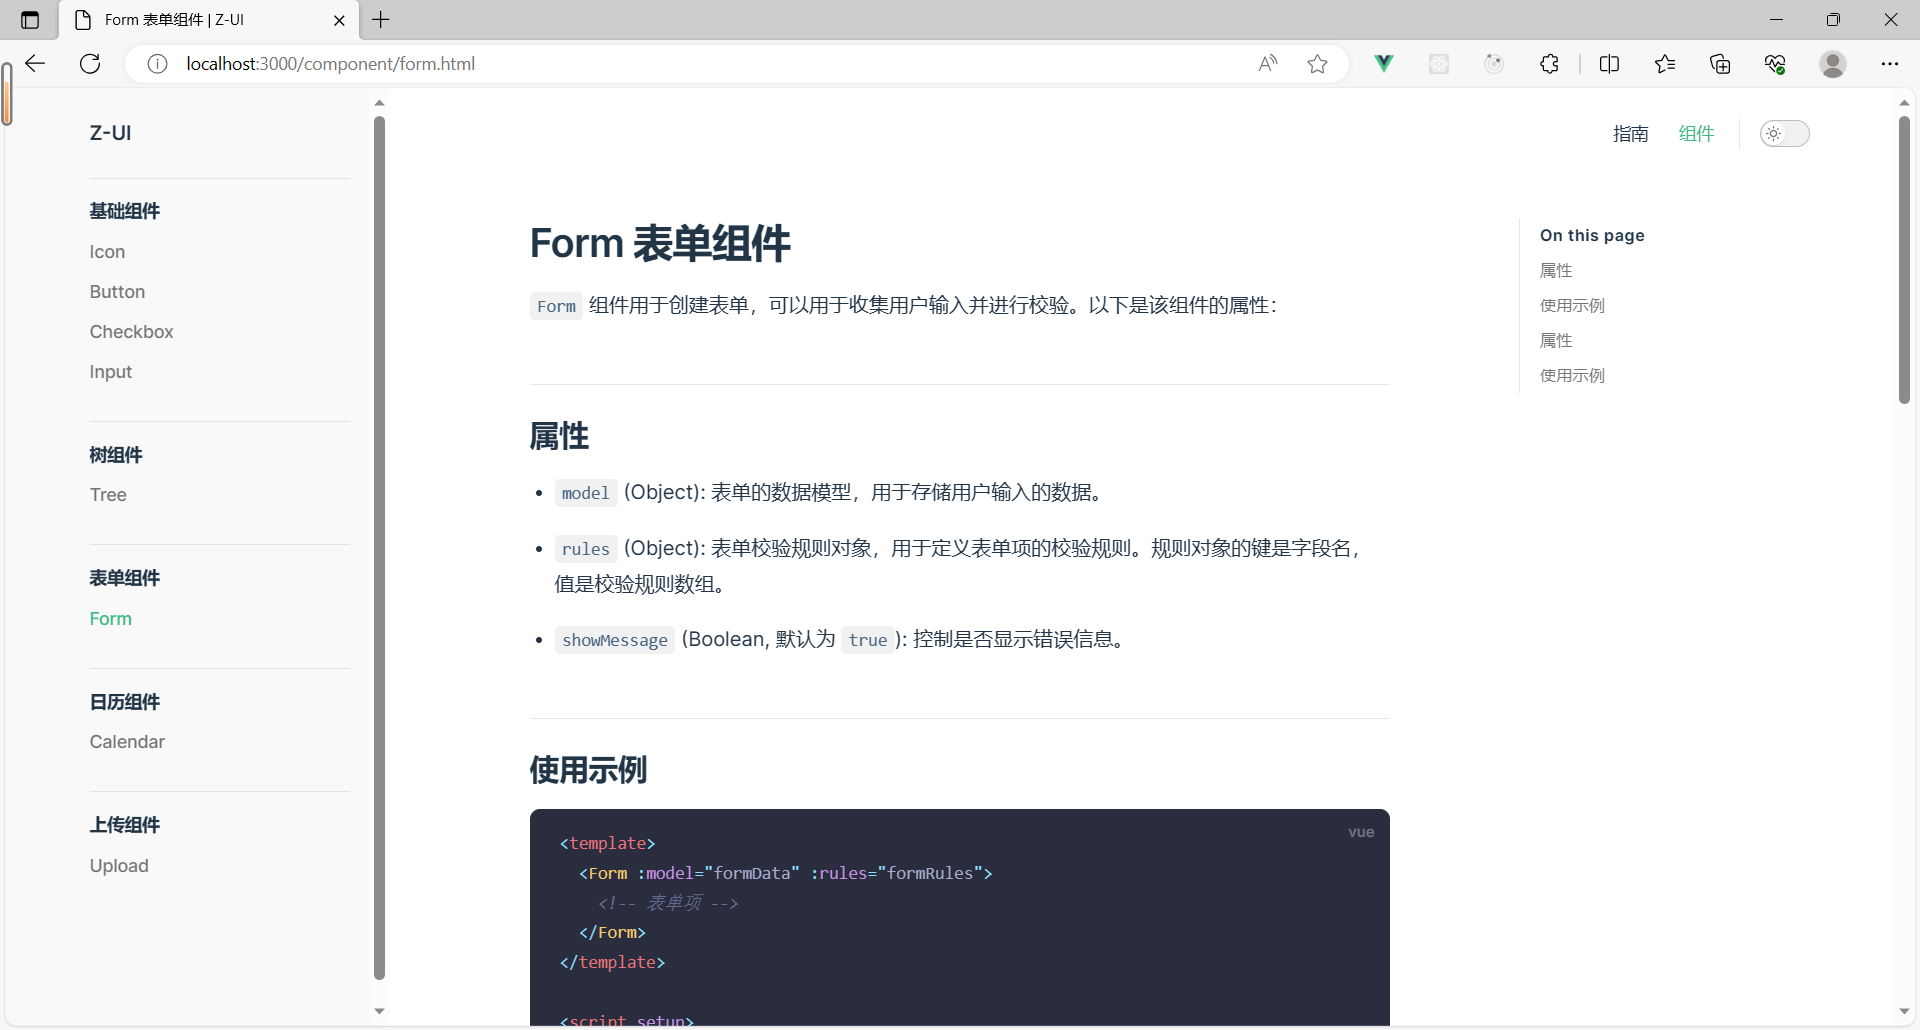 Form 表单组件 | Z-UI
localhost:3000/component/form.html
Z-UI
指南
组件
基础组件
Icon
Button
Checkbox
Input
树组件
Tree
表单组件
Form
日历组件
Calendar
上传组件
Upload
Form 表单组件
Form 组件用于创建表单，可以用于收集用户输入并进行校验。以下是该组件的属性：
属性
• model (Object): 表单的数据模型，用于存储用户输入的数据。
• rules (Object): 表单校验规则对象，用于定义表单项的校验规则。规则对象的键是字段名，
值是校验规则数组。
• showMessage (Boolean, 默认为 true): 控制是否显示错误信息。
使用示例
vue
<template>
  <Form :model="formData" :rules="formRules">
    <!-- 表单项 -->
  </Form>
</template>
<script setup>
On this page
属性
使用示例
属性
使用示例